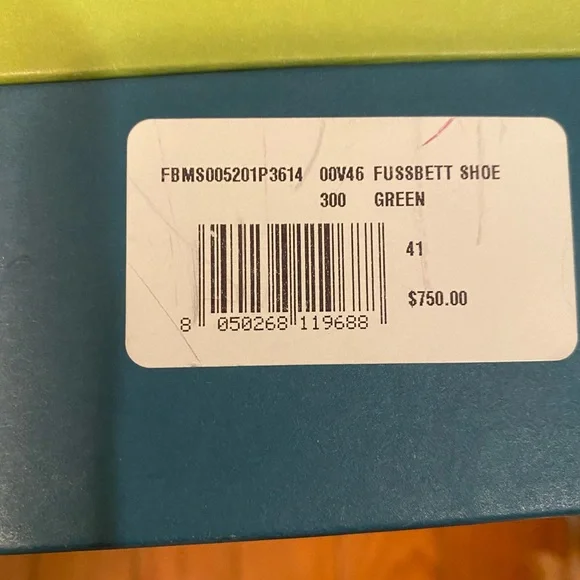 FBMS005201P3614 00V46 FUSSBETT SHOE
300 GREEN
41
$750.00
8 050268 119688